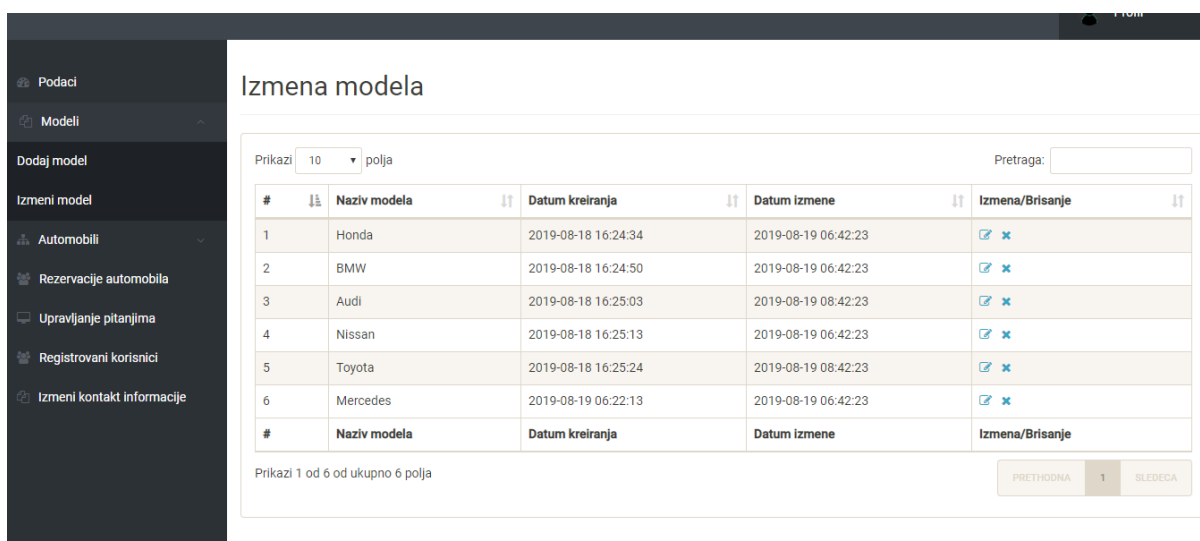 Podaci
Modeli
Dodaj model
Izmeni model
Automobili
Rezervacije automobila
Upravljanje pitanjima
Registrovani korisnici
Izmeni kontakt informacije
Izmena modela
Prikazi 10 polja
Pretraga:
# Naziv modela Datum kreiranja Datum izmene Izmena/Brisanje
1 Honda 2019-08-18 16:24:34 2019-08-19 06:42:23
2 BMW 2019-08-18 16:24:50 2019-08-19 06:42:23
3 Audi 2019-08-18 16:25:03 2019-08-19 08:42:23
4 Nissan 2019-08-18 16:25:13 2019-08-19 06:42:23
5 Toyota 2019-08-18 16:25:24 2019-08-19 08:42:23
6 Mercedes 2019-08-19 06:22:13 2019-08-19 06:42:23
# Naziv modela Datum kreiranja Datum izmene Izmena/Brisanje
Prikazi 1 od 6 od ukupno 6 polja
PRETHODNA 1 SLEDECA